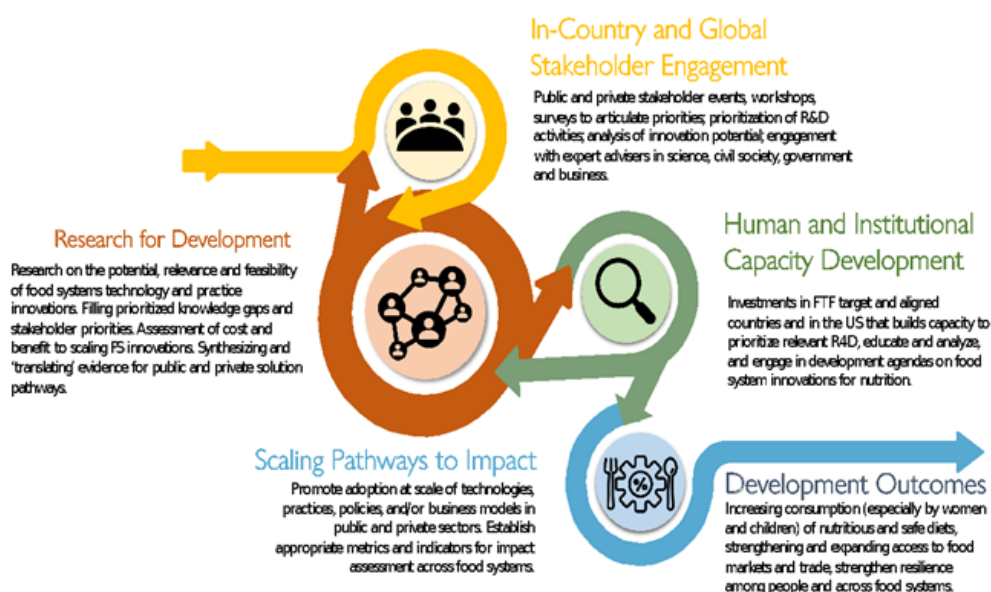 In-Country and Global
Stakeholder Engagement
Public and private stakeholder events, workshops,
surveys to articulate priorities; prioritization of R&D
activities; analysis of innovation potential; engagement
with expert advisers in science, civil society, government
and business.
Research for Development
Research on the potential, relevance and feasibility
of food systems technology and practice
innovations. Filling prioritized knowledge gaps and
stakeholder priorities. Assessment of cost and
benefit to scaling FS innovations. Synthesizing and
'translating' evidence for public and private solution
pathways.
Human and Institutional
Capacity Development
Investments in FTF target and aligned
countries and in the US that builds capacity to
prioritize relevant R4D, educate and analyze,
and engage in development agendas on food
system innovations for nutrition.
Scaling Pathways to Impact
Promote adoption at scale of technologies,
practices, policies, and/or business models in
public and private sectors. Establish
appropriate metrics and indicators for impact
assessment across food systems.
%
Development Outcomes
Increasing consumption (especially by women
and children) of nutritious and safe diets,
strengthening and expanding access to food
markets and trade, strengthen resilience
among people and across food systems.